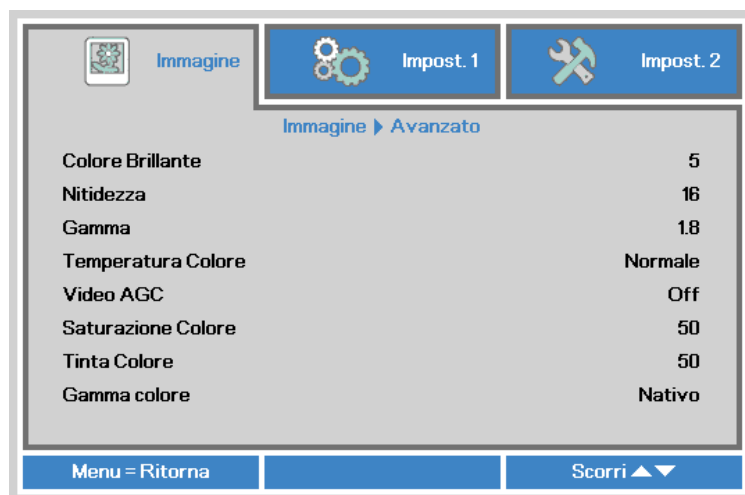 Immagine
Impost. 1
Impost. 2
Immagine ▶ Avanzato
Colore Brillante 5
Nitidezza 16
Gamma 1.8
Temperatura Colore Normale
Video AGC Off
Saturazione Colore 50
Tinta Colore 50
Gamma colore Nativo
Menu = Ritorna
Scorri ▲▼